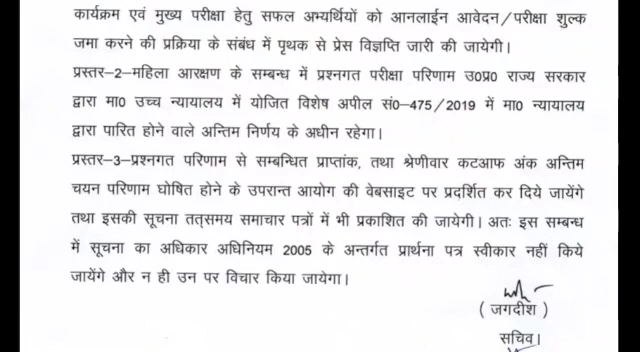 कार्यक्रम एवं मुख्य परीक्षा हेतु सफल अभ्यर्थियों को आनलाईन आवेदन/परीक्षा शुल्क
जमा करने की प्रक्रिया के संबंध में पृथक से प्रेस विज्ञप्ति जारी की जायेगी।
प्रस्तर–2–महिला आरक्षण के सम्बन्ध में प्रश्नगत परीक्षा परिणाम उ0प्र0 राज्य सरकार
द्वारा मा0 उच्च न्यायालय में योजित विशेष अपील सं0–475/2019 में मा0 न्यायालय
द्वारा पारित होने वाले अन्तिम निर्णय के अधीन रहेगा।
प्रस्तर–3–प्रश्नगत परिणाम से सम्बन्धित प्राप्तांक, तथा श्रेणीवार कटआफ अंक अन्तिम
चयन परिणाम घोषित होने के उपरान्त आयोग की वेबसाइट पर प्रदर्शित कर दिये जायेंगे
तथा इसकी सूचना तत्समय समाचार पत्रों में भी प्रकाशित की जायेगी। अतः इस सम्बन्ध
में सूचना का अधिकार अधिनियम 2005 के अन्तर्गत प्रार्थना पत्र स्वीकार नहीं किये
जायेंगे और न ही उन पर विचार किया जायेगा।
( जगदीश )
सचिव।